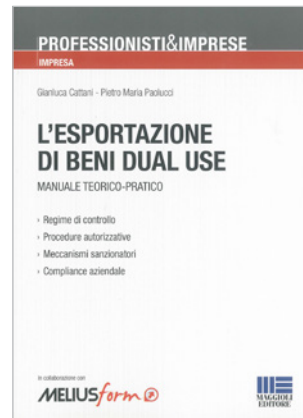 PROFESSIONISTI&IMPRESE
IMPRESA
Gianluca Cattani - Pietro Maria Paolucci
L'ESPORTAZIONE
DI BENI DUAL USE
MANUALE TEORICO-PRATICO
› Regime di controllo
› Procedure autorizzative
› Meccanismi sanzionatori
› Compliance aziendale
in collaborazione con
MELIUSform
MAGGIOLI
EDITORE